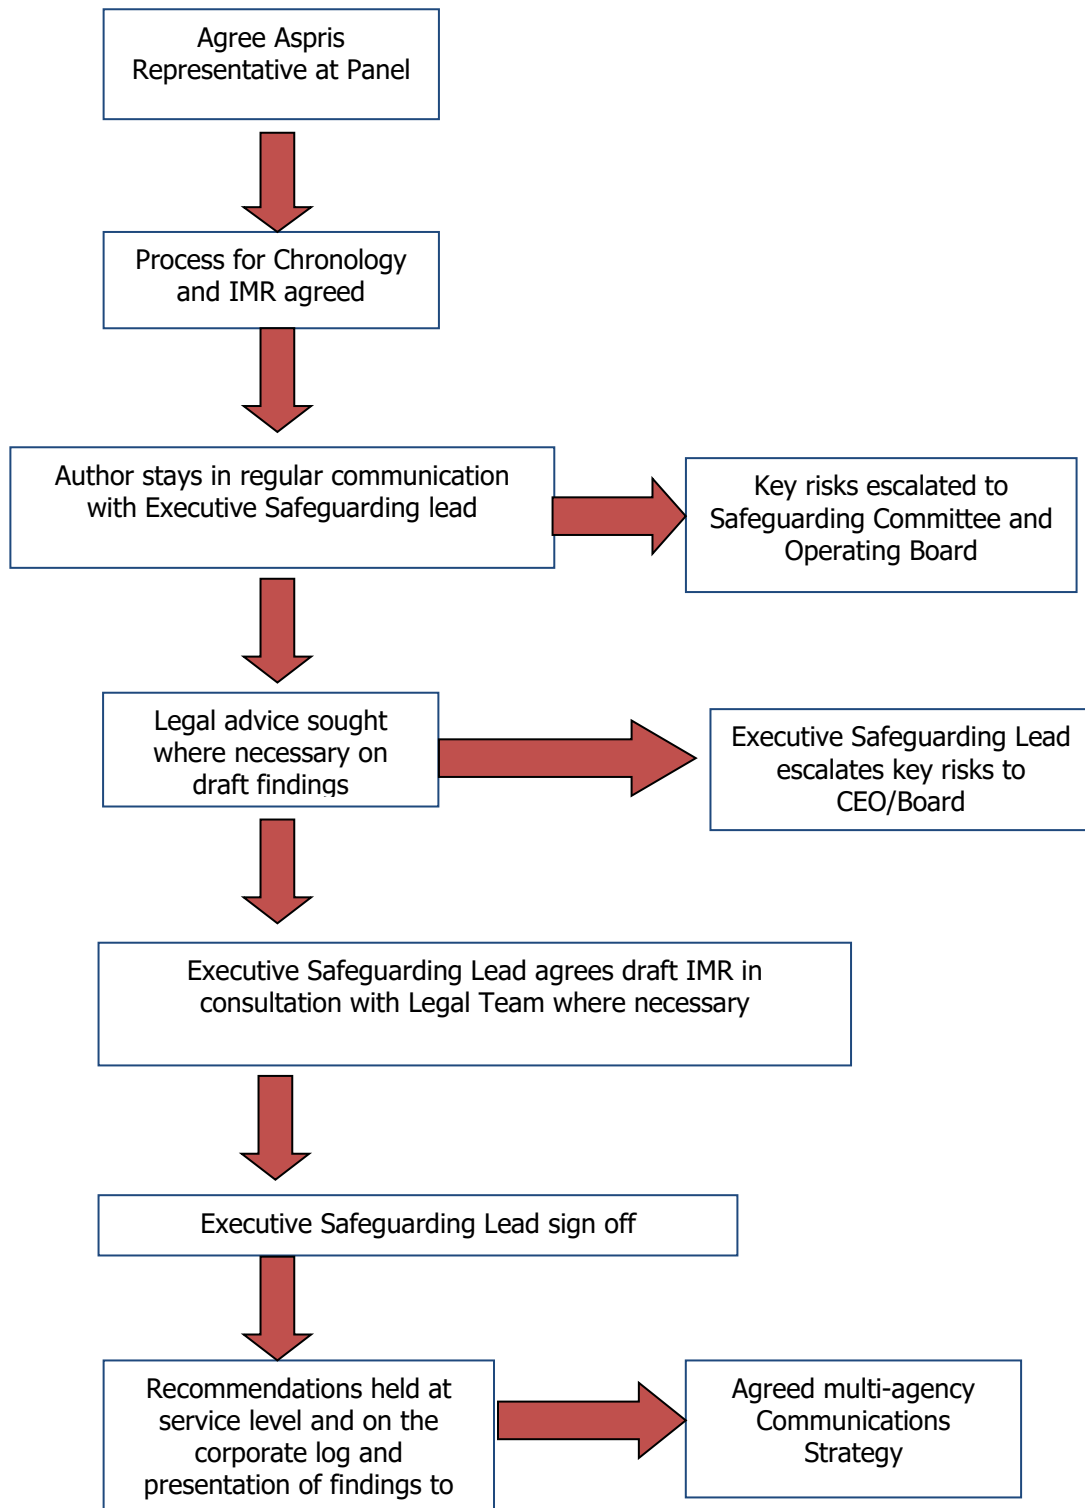 Agree Aspris
Representative at Panel
Process for Chronology
and IMR agreed
Author stays in regular communication
with Executive Safeguarding lead
Key risks escalated to
Safeguarding Committee and
Operating Board
Legal advice sought
where necessary on
draft findings
Executive Safeguarding Lead
escalates key risks to
CEO/Board
Executive Safeguarding Lead agrees draft IMR in
consultation with Legal Team where necessary
Executive Safeguarding Lead sign off
Recommendations held at
service level and on the
corporate log and
presentation of findings to
Agreed multi-agency
Communications
Strategy